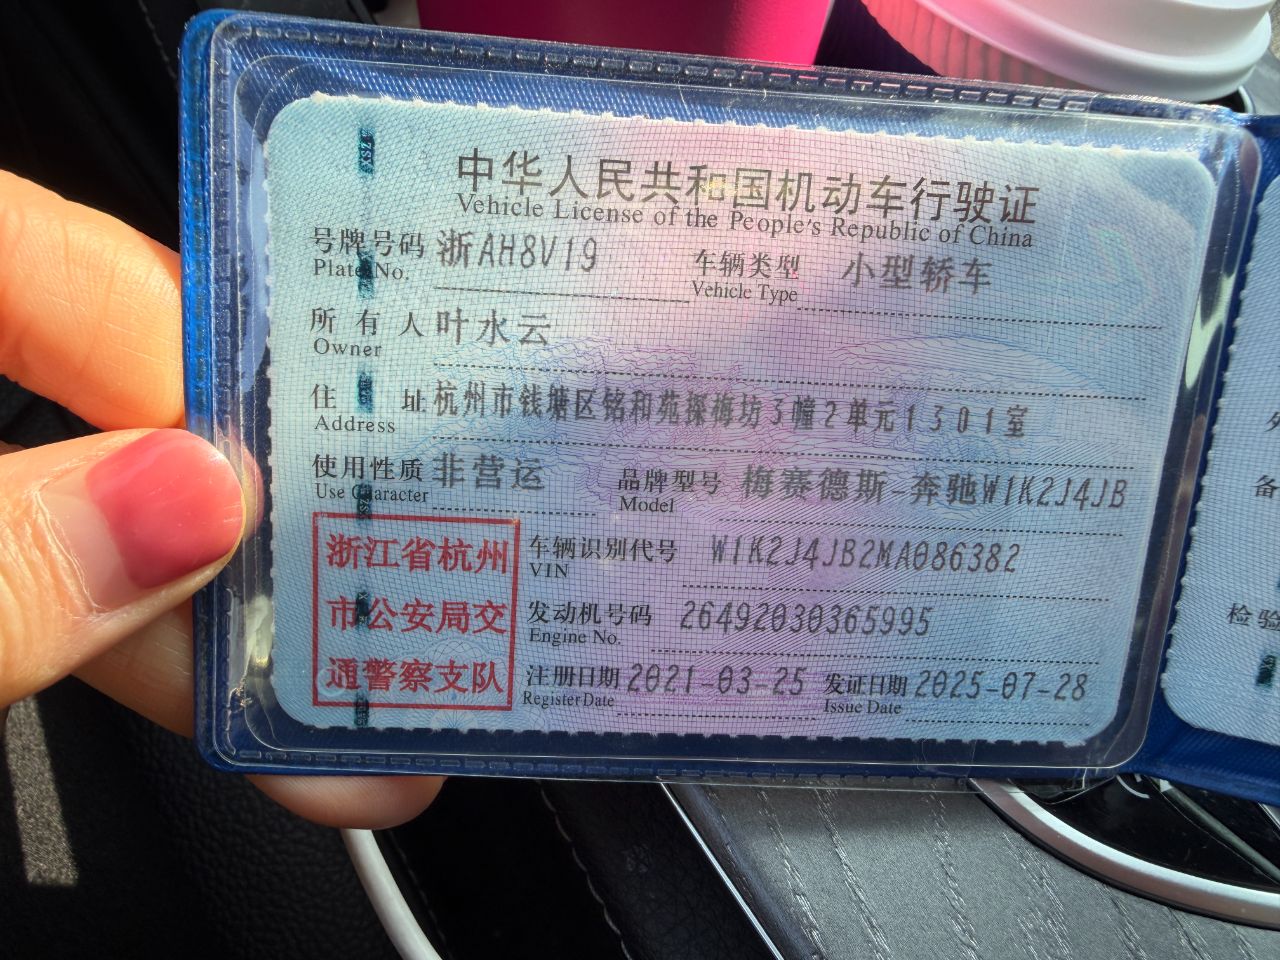 中华人民共和国机动车行驶证
Vehicle License of the People's Republic of China
号牌号码 浙AH8V19 车辆类型 小型轿车
Plate No. Vehicle Type
所有人 叶水云
Owner
住址 杭州市钱塘区铭和苑探梅坊3幢2单元1301室
Address
使用性质 非营运 品牌型号 梅赛德斯-奔驰W1K2J4JB
Use Character Model
浙江省杭州
市公安局交
通警察支队
车辆识别代号 W1K2J4JB2MA086382
VIN
发动机号码 26492030365995
Engine No.
注册日期 2021-03-25 发证日期 2025-07-28
Register Date Issue Date
XSZ
备
检验